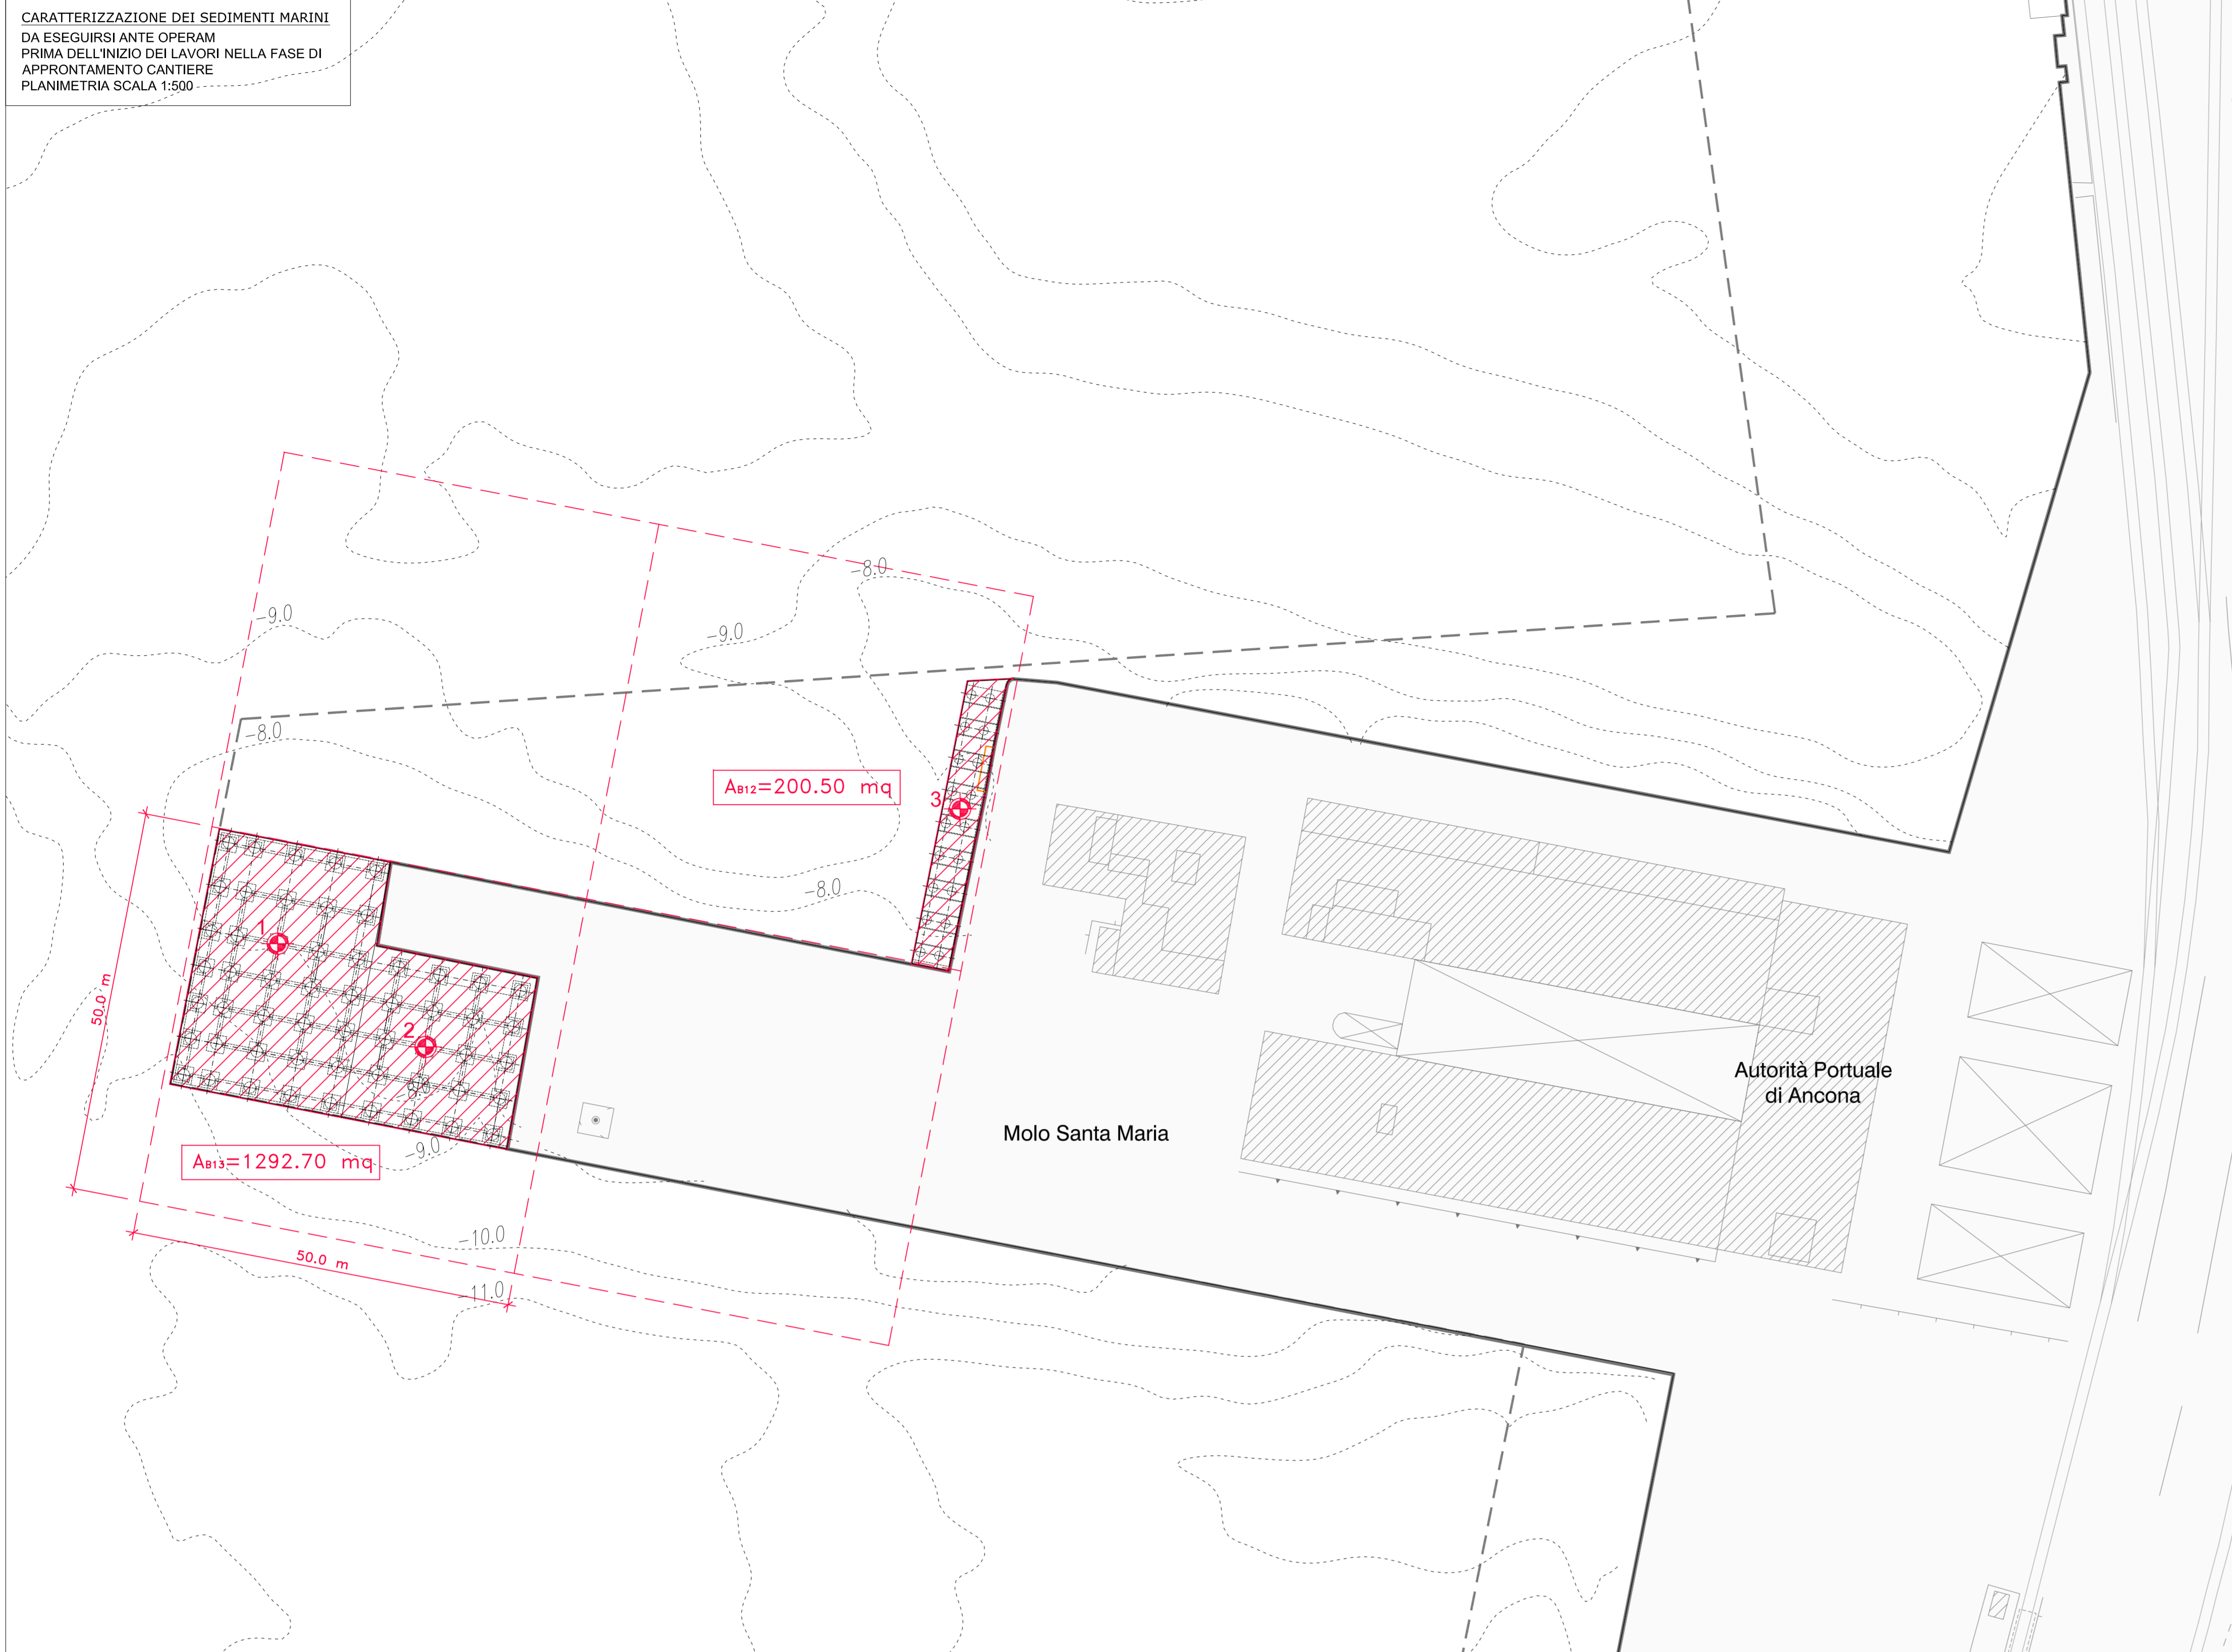 CARATTERIZZAZIONE DEI SEDIMENTI MARINI
DA ESEGUIRSI ANTE OPERAM
PRIMA DELL'INIZIO DEI LAVORI NELLA FASE DI
APPRONTAMENTO CANTIERE
PLANIMETRIA SCALA 1:500
-8.0
-9.0
-9.0
-8.0
AB12=200.50 mq
3
-8.0
1
50.0 m
2
-8.0
Autorità Portuale
di Ancona
Molo Santa Maria
-9.0
AB13=1292.70 mq
-10.0
50.0 m
-11.0